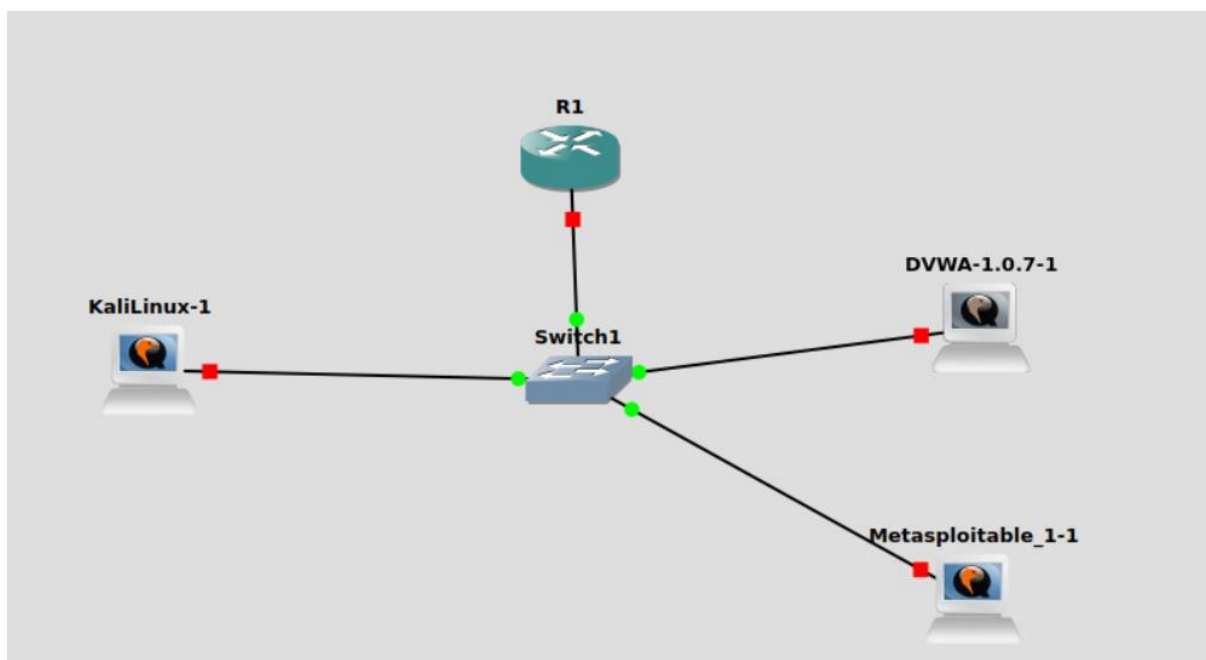 R1
DVWA-1.0.7-1
KaliLinux-1
Switch1
Metasploitable_1-1